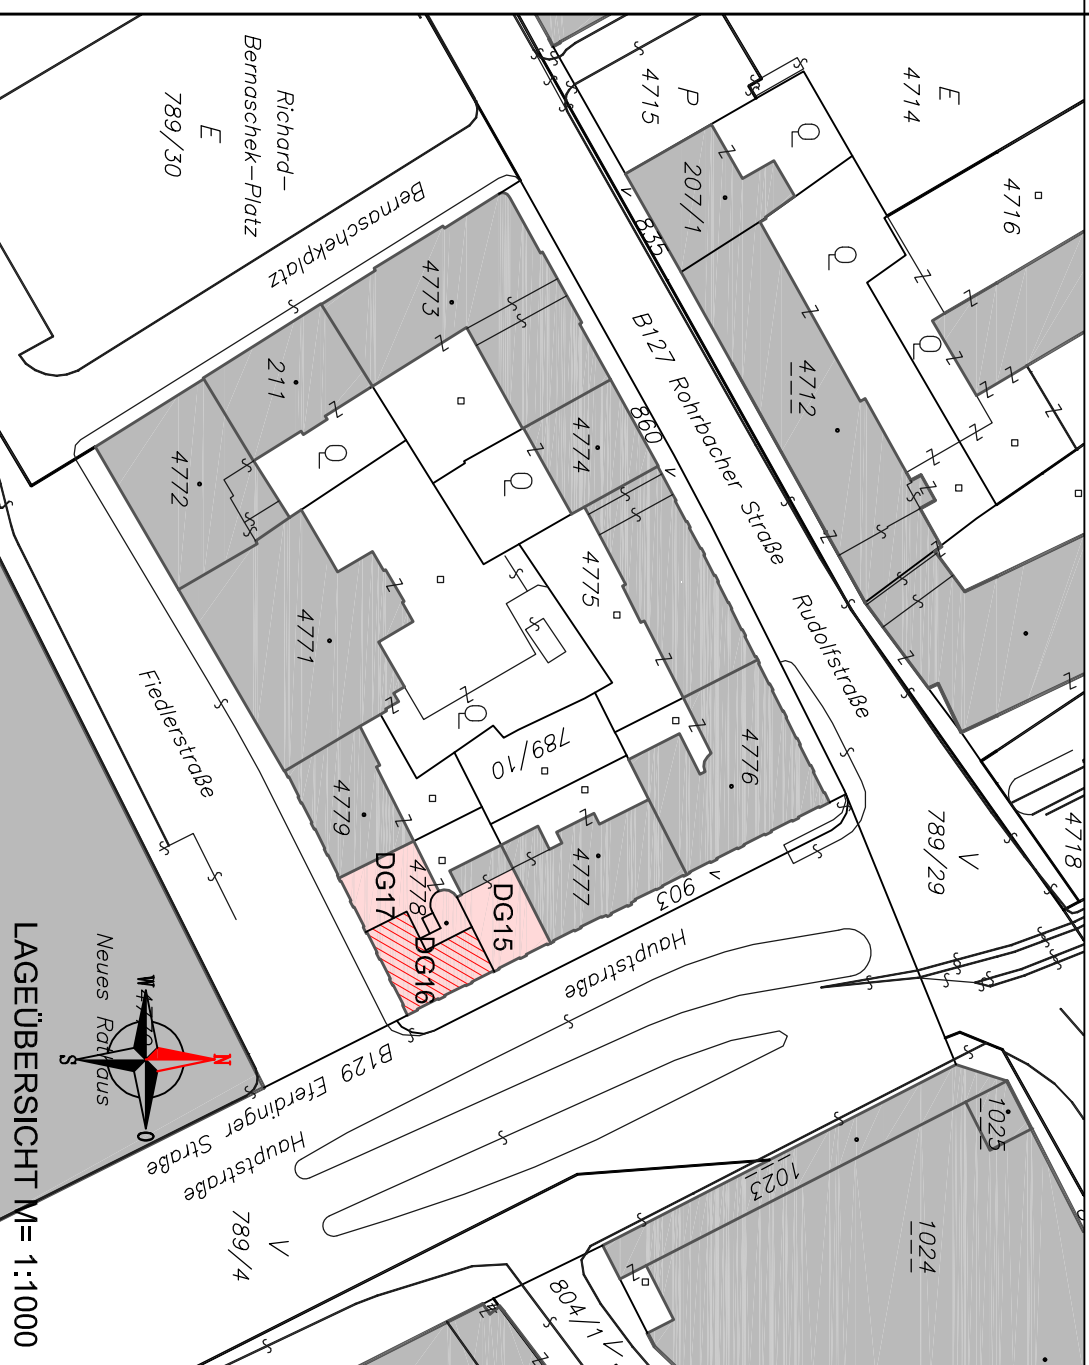 Richard-
Bernaschek-Platz
E
789/30
Bernaschekplatz
P
4715
E
4714
4716
207/1
835
4712
B127 Rohrbacher Straße
Rudolfstraße
4773
211
4772
4774
860
4775
4771
4776
789/10
4779
4777
4778
DG17
DG15
DG16
903
Fiedlerstraße
Hauptstraße
V
789/29
4718
Neues Rathaus
N
W
S
O
B129 Eferdinger Straße
Hauptstraße
V
789/4
1025
1023
1024
804/1
V
LAGEÜBERSICHT M= 1:1000